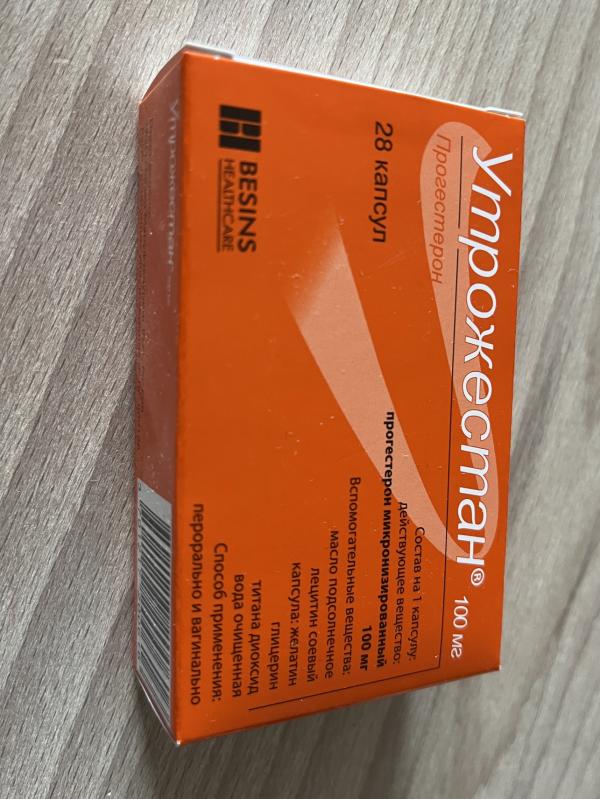 Утрожестан® 100 мг
Прогестерон
28 капсул
BESINS
HEALTHCARE
Состав на 1 капсулу:
действующее вещество:
прогестерон микронизированный
100 мг
Вспомогательные вещества:
масло подсолнечное
лецитин соевый
капсула: желатин
глицерин
титана диоксид
вода очищенная
Способ применения:
перорально и вагинально
Утрожестан